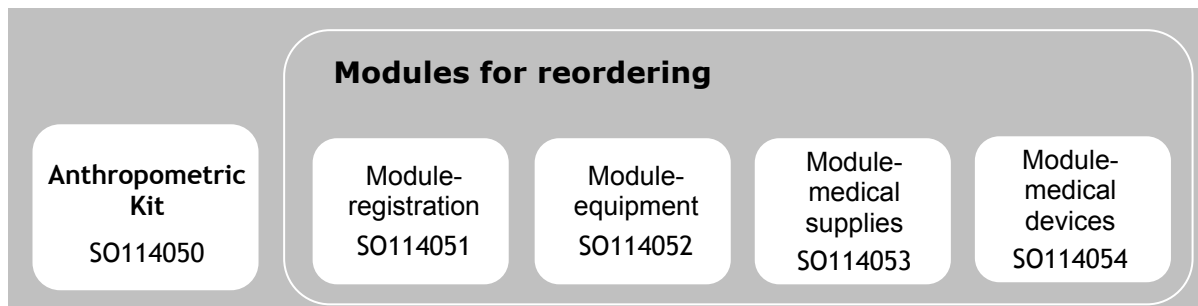 Modules for reordering
Anthropometric
Kit
SO114050
Module-
registration
SO114051
Module-
equipment
SO114052
Module-
medical
supplies
SO114053
Module-
medical
devices
SO114054